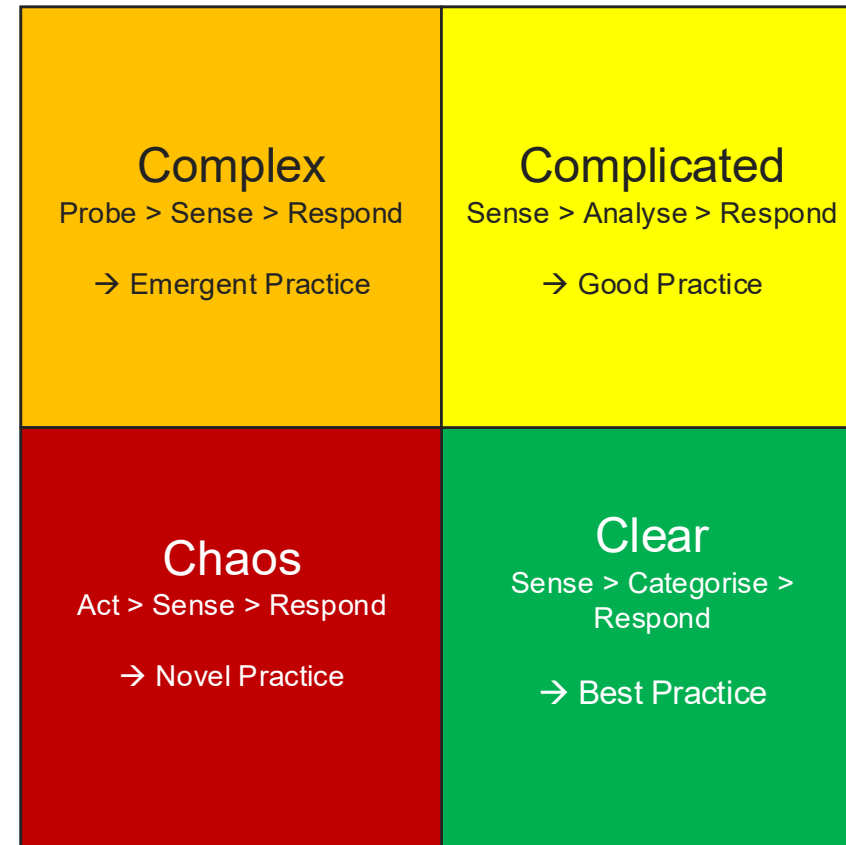 Complex
Probe > Sense > Respond
→ Emergent Practice
Complicated
Sense > Analyse > Respond
→ Good Practice
Chaos
Act > Sense > Respond
→ Novel Practice
Clear
Sense > Categorise >
Respond
→ Best Practice